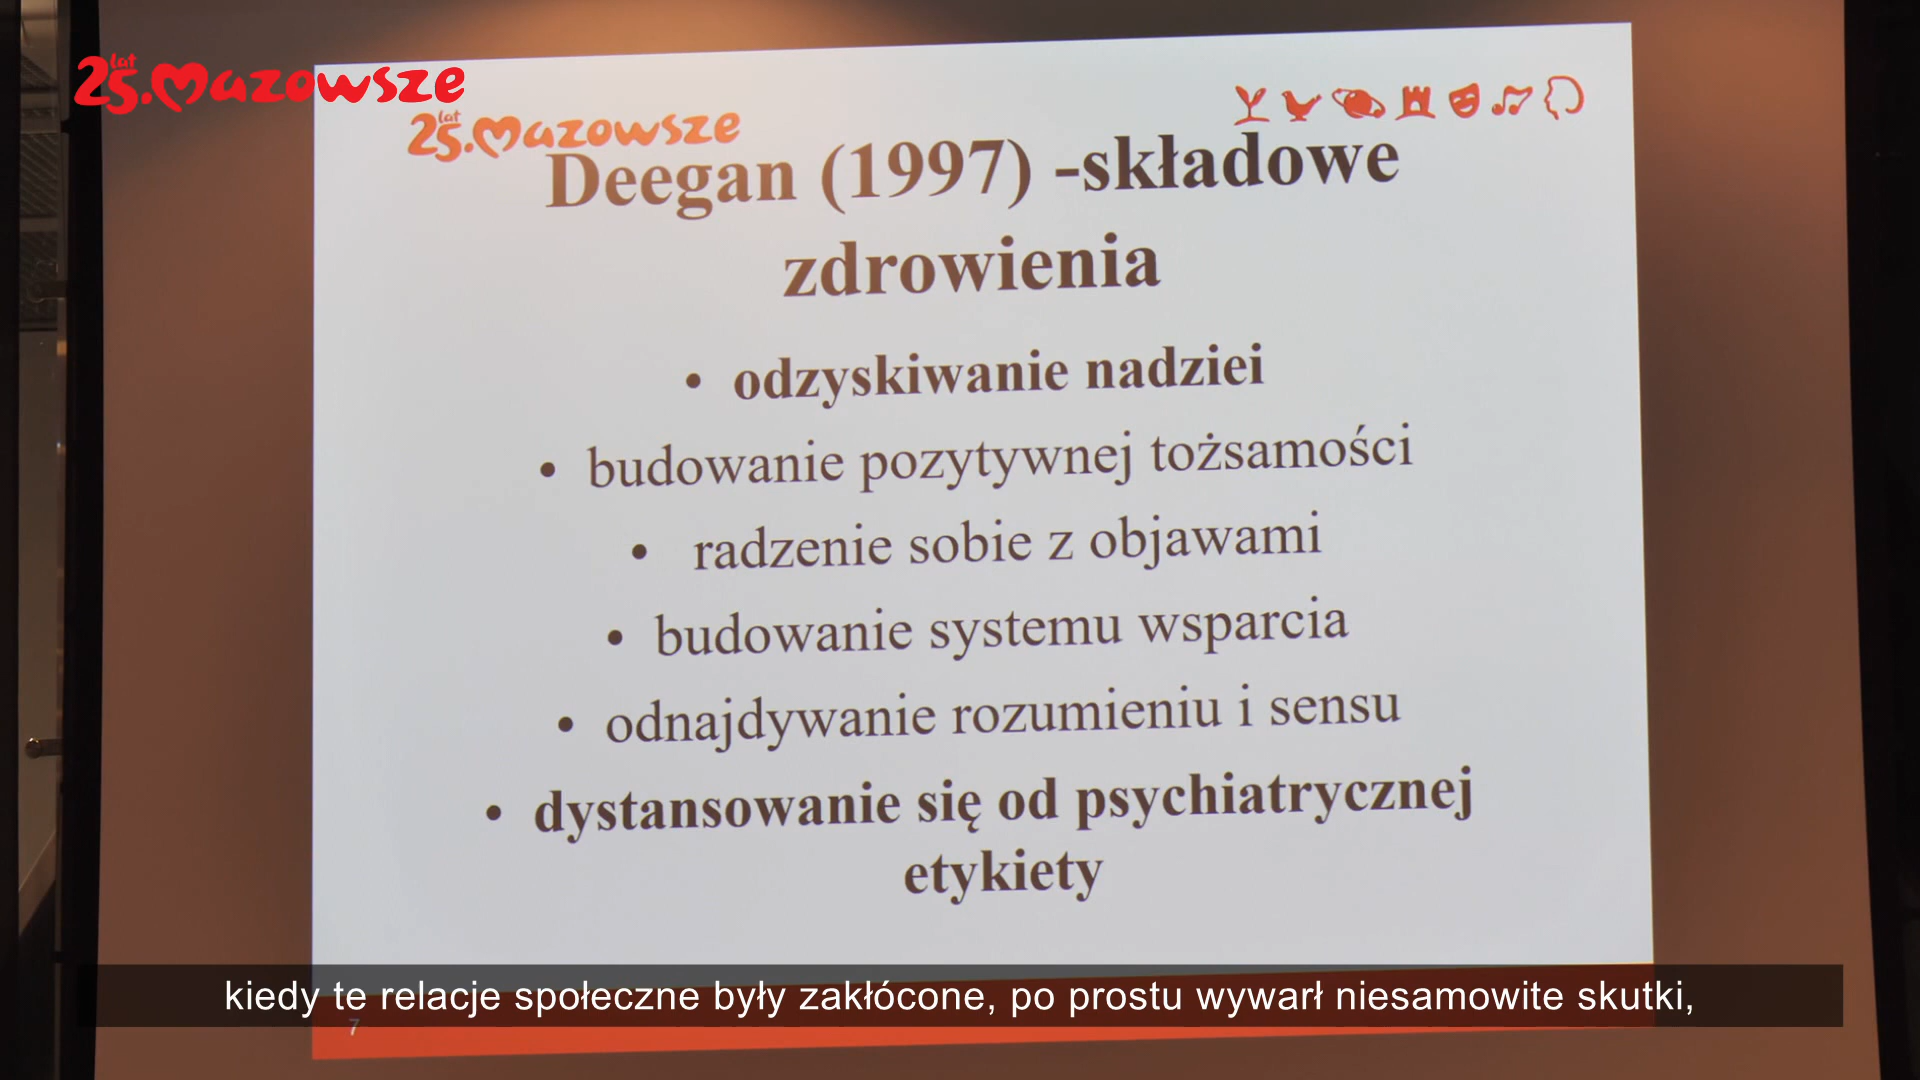 25 lat.Mazowsze
25 lat.Mazowsze
Deegan (1997) -składowe
zdrowienia
• odzyskiwanie nadziei
• budowanie pozytywnej tożsamości
• radzenie sobie z objawami
• budowanie systemu wsparcia
• odnajdywanie rozumieniu i sensu
• dystansowanie się od psychiatrycznej
etykiety
kiedy te relacje społeczne były zakłócone, po prostu wywarł niesamowite skutki,
7